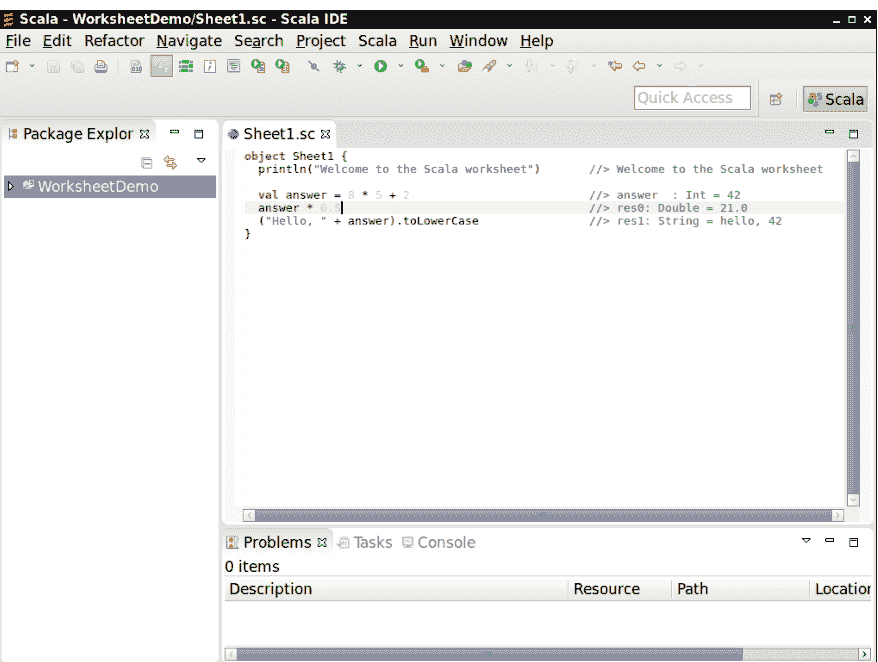 Scala - WorksheetDemo/Sheet1.sc - Scala IDE
File Edit Refactor Navigate Search Project Scala Run Window Help
Quick Access
Scala
Package Explor
Sheet1.sc
WorksheetDemo
object Sheet1 {
println("Welcome to the Scala worksheet") //> Welcome to the Scala worksheet
val answer = 8 * 5 + 2 //> answer : Int = 42
answer * 0.5 //> res0: Double = 21.0
("Hello, " + answer).toLowerCase //> res1: String = hello, 42
}
Problems Tasks Console
0 items
Description Resource Path Location